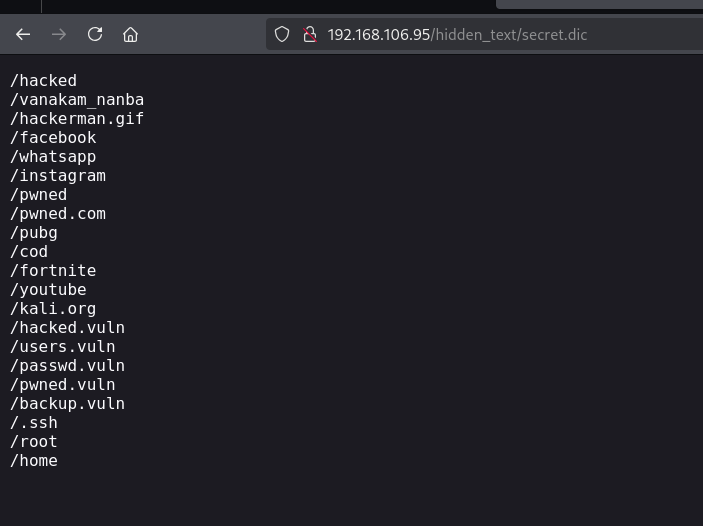 192.168.106.95/hidden_text/secret.dic
/hacked
/vanakam_nanba
/hackerman.gif
/facebook
/whatsapp
/instagram
/pwned
/pwned.com
/pubg
/cod
/fortnite
/youtube
/kali.org
/hacked.vuln
/users.vuln
/passwd.vuln
/pwned.vuln
/backup.vuln
/.ssh
/root
/home